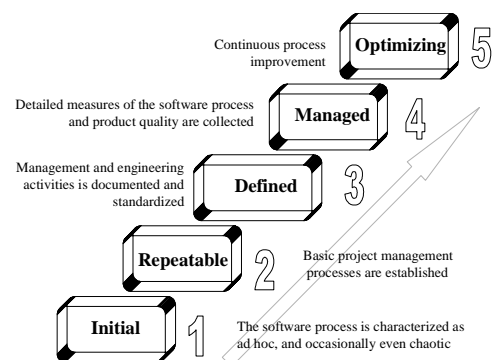 Continuous process
improvement
Optimizing
5
Detailed measures of the software process
and product quality are collected
Managed
4
Management and engineering
activities is documented and
standardized
Defined
3
Repeatable
2
Basic project management
processes are established
Initial
1
The software process is characterized as
ad hoc, and occasionally even chaotic